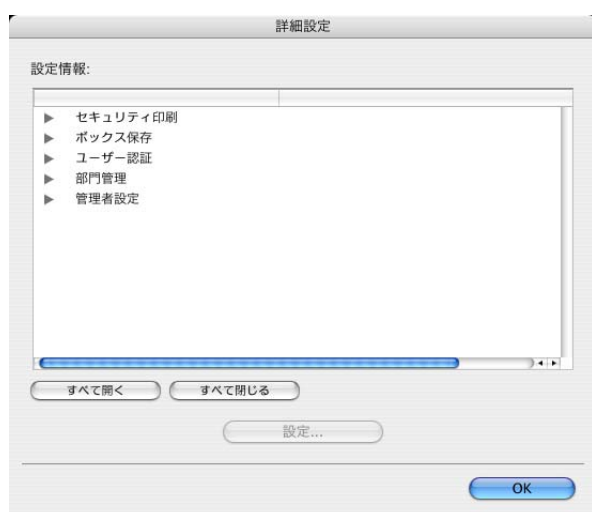 詳細設定
設定情報:
セキュリティ印刷
ボックス保存
ユーザー認証
部門管理
管理者設定
すべて開く すべて閉じる
設定...
OK